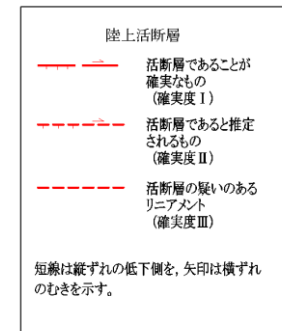 陸上活断層
活断層であることが
確実なもの
（確実度Ⅰ）
活断層であると推定
されるもの
（確実度Ⅱ）
活断層の疑いのある
リニアメント
（確実度Ⅲ）
短線は縦ずれの低下側を，矢印は横ずれ
のむきを示す。